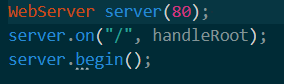 WebServer server(80);
server.on("/", handleRoot);
server.begin();